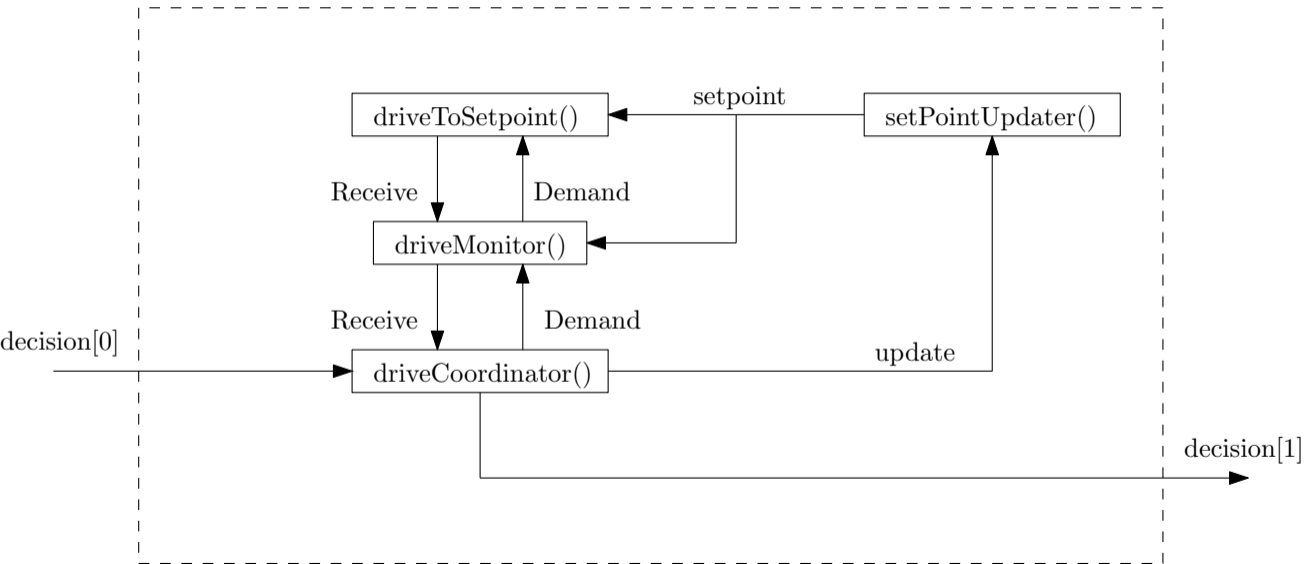 setpoint
driveToSetpoint()
setPointUpdater()
Receive
Demand
driveMonitor()
Receive
Demand
decision[0]
update
driveCoordinator()
decision[1]